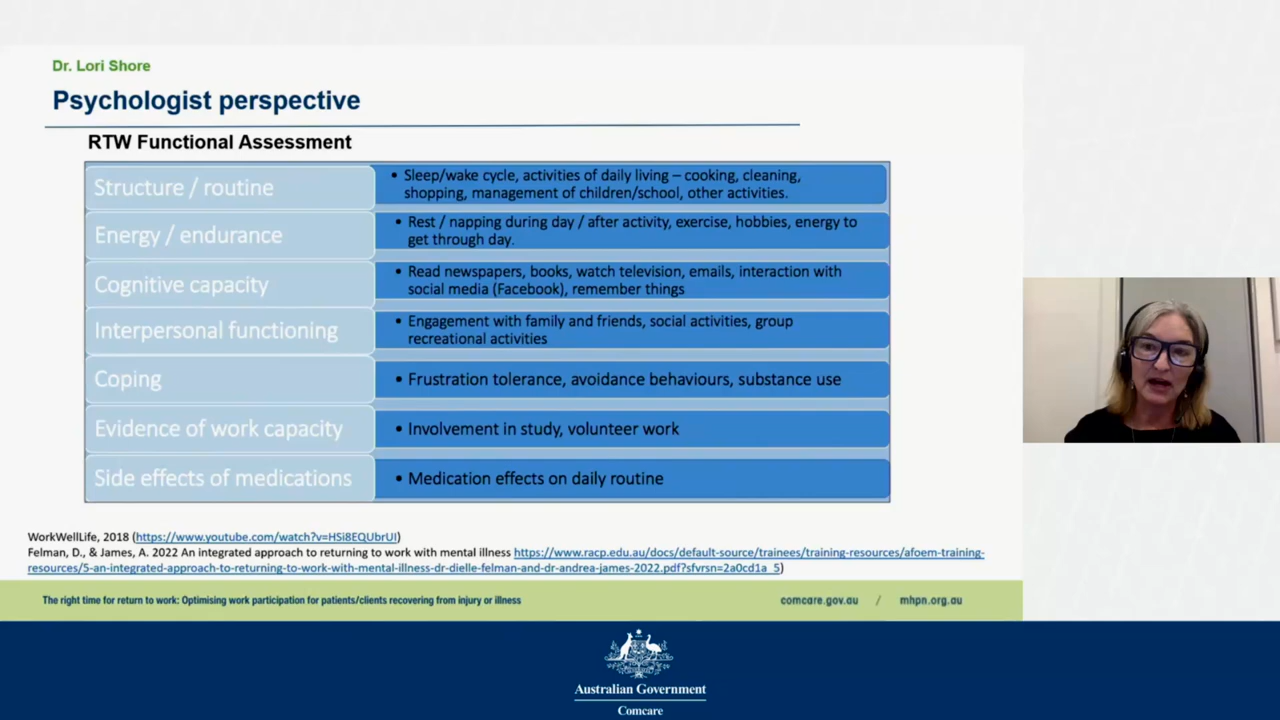 Dr. Lori Shore
Psychologist perspective
RTW Functional Assessment
Structure / routine
• Sleep/wake cycle, activities of daily living – cooking, cleaning,
shopping, management of children/school, other activities.
Energy / endurance
• Rest / napping during day / after activity, exercise, hobbies, energy to
get through day.
Cognitive capacity
• Read newspapers, books, watch television, emails, interaction with
social media (Facebook), remember things
Interpersonal functioning
• Engagement with family and friends, social activities, group
recreational activities
Coping
• Frustration tolerance, avoidance behaviours, substance use
Evidence of work capacity
• Involvement in study, volunteer work
Side effects of medications
• Medication effects on daily routine
WorkWellLife, 2018 (https://www.youtube.com/watch?v=HSi8EQUbrUI)
Felman, D., & James, A. 2022 An integrated approach to returning to work with mental illness https://www.racp.edu.au/docs/default-source/trainees/training-resources/afoem-training-
resources/5-an-integrated-approach-to-returning-to-work-with-mental-illness-dr-dielle-felman-and-dr-andrea-james-2022.pdf?sfvrsn=2a0cd1a_5)
The right time for return to work: Optimising work participation for patients/clients recovering from injury or illness
comcare.gov.au / mhpn.org.au
Australian Government
Comcare